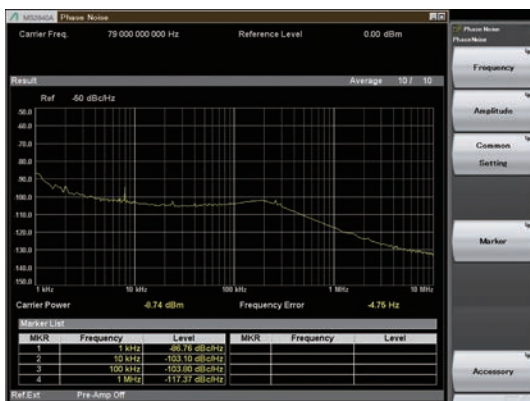 MS2840A Phase Noise
Carrier Freq. 79 000 000 000 Hz Reference Level 0.00 dBm
Result Average 10 / 10
Ref -50 dBc/Hz
-50.0
-60.0
-70.0
-80.0
-90.0
-100.0
-110.0
-120.0
-130.0
-140.0
-150.0
1 kHz 10 kHz 100 kHz 1 MHz 10 MHz
Carrier Power -8.74 dBm Frequency Error -4.75 Hz
Marker List
MKR Frequency Level MKR Frequency Level
1 1 kHz -86.76 dBc/Hz
2 10 kHz -103.10 dBc/Hz
3 100 kHz -103.80 dBc/Hz
4 1 MHz -117.37 dBc/Hz
Ref.Ext Pre-Amp Off
Phase Noise
Phase Noise
Frequency
Amplitude
Common
Setting
Marker
Accessory